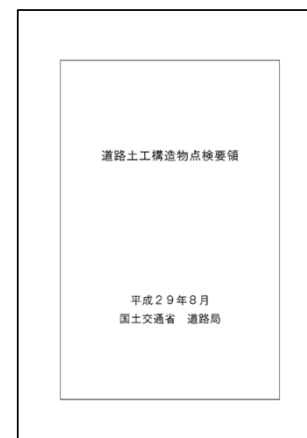 道路土工構造物点検要領
平成２９年８月
国土交通省　道路局